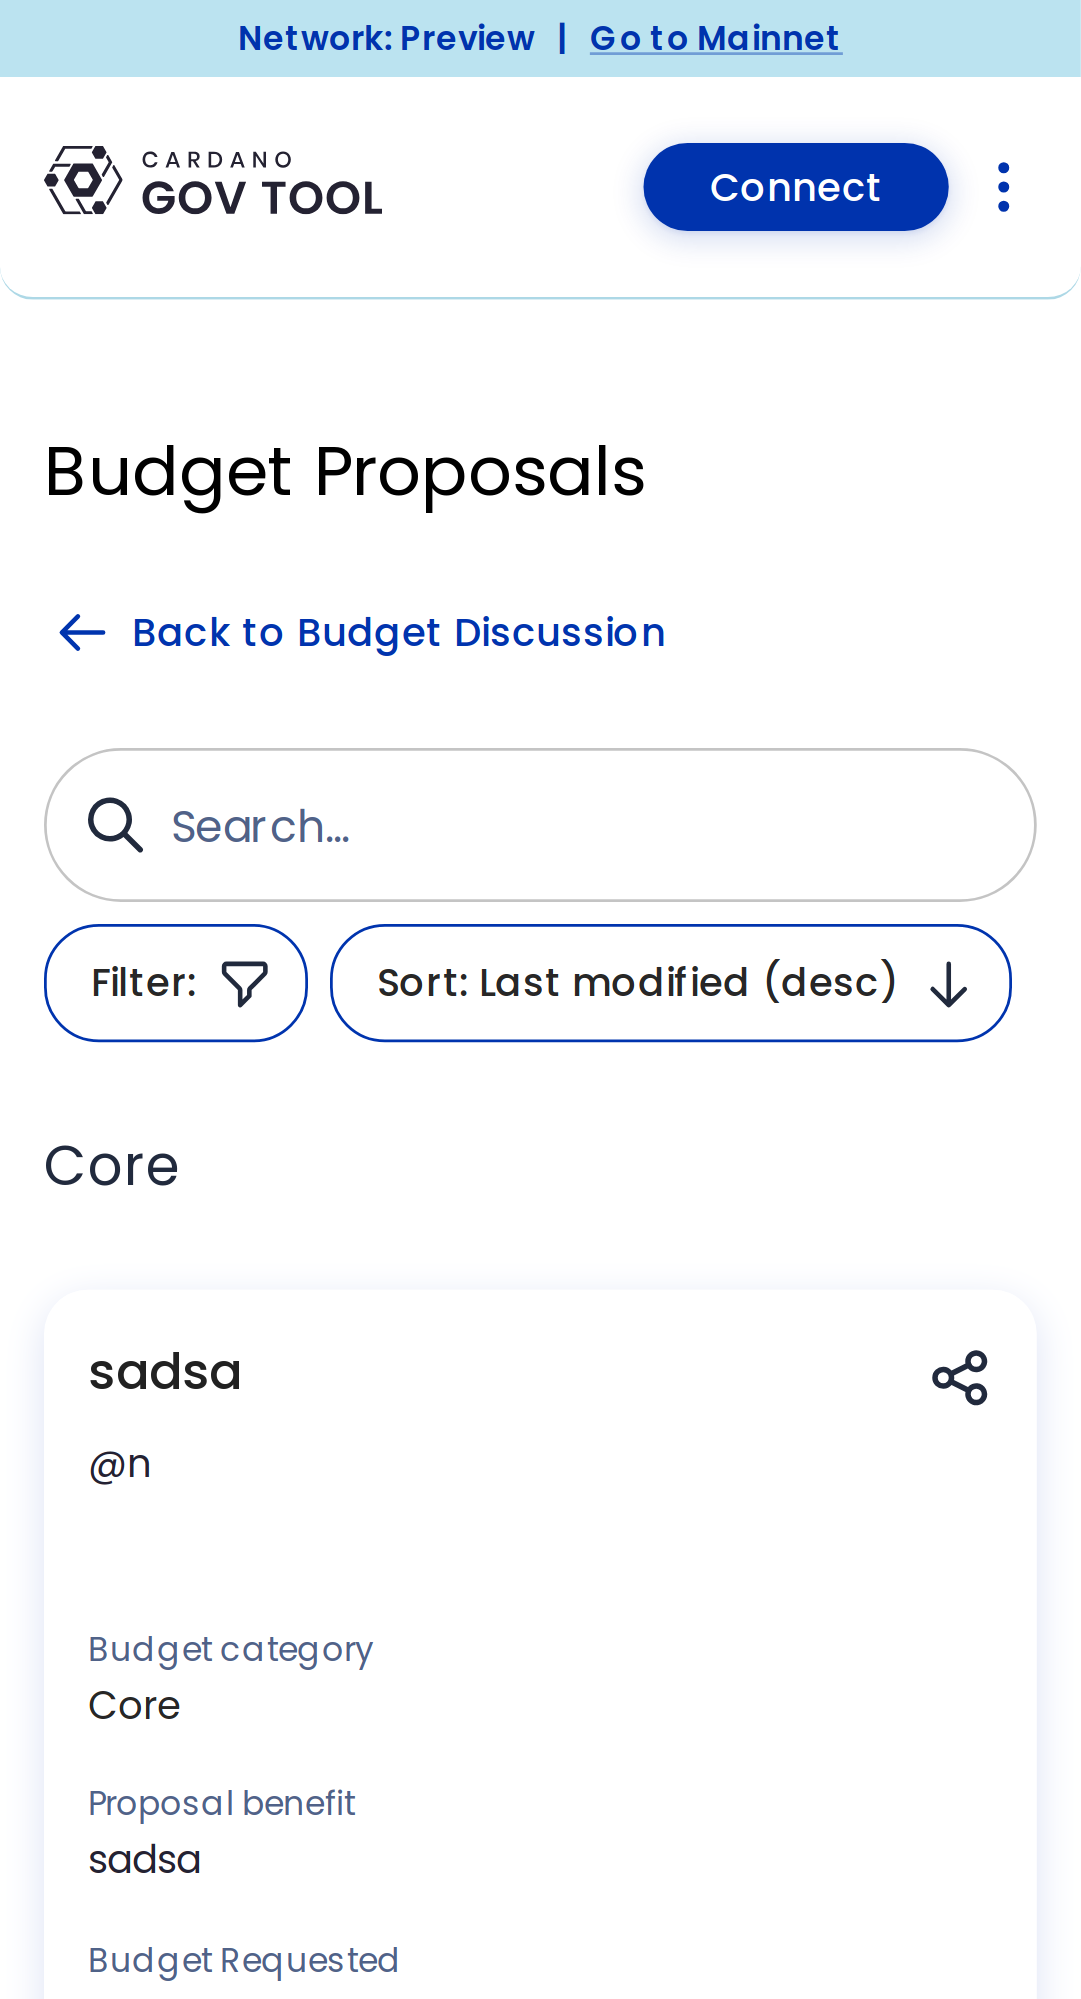 Network: Preview | Go to Mainnet
CARDANO
GOV TOOL
Connect
Budget Proposals
Back to Budget Discussion
Search...
Filter:
Sort: Last modified (desc)
Core
sadsa
@n
Budget category
Core
Proposal benefit
sadsa
Budget Requested